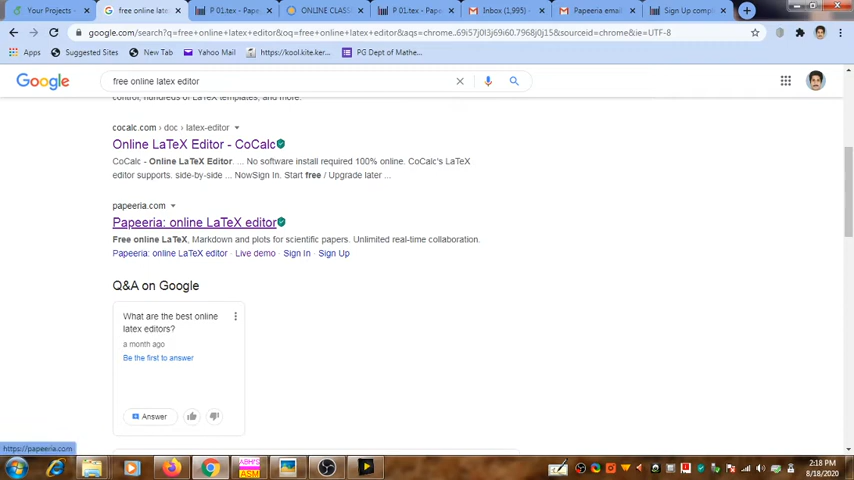 Your Projects -
free online latex edito
P 01.tex - Pape
ONLINE CLASS
P 01.tex - Pape
Inbox (1,995) -
Papeeria emai
Sign Up compl
google.com/search?q=free+online+latex+editor&oq=free+online+latex+editor&aqs=chrome..69i57j0l3j69i60.7968j0j15&sourceid=chrome&ie=UTF-8
Apps
Suggested Sites
New Tab
Yahoo Mail
https://kool.kite.ker...
PG Dept of Mathe...
Google
free online latex editor
control, hundreds of LaTeX templates, and more.
cocalc.com › doc › latex-editor
Online LaTeX Editor - CoCalc
CoCalc - Online LaTeX Editor. ... No software install required 100% online. CoCalc's LaTeX
editor supports. side-by-side ... NowSign In. Start free / Upgrade later ...
papeeria.com
Papeeria: online LaTeX editor
Free online LaTeX, Markdown and plots for scientific papers. Unlimited real-time collaboration.
Papeeria: online LaTeX editor · Live demo · Sign In · Sign Up
Q&A on Google
What are the best online
latex editors?
a month ago
Be the first to answer
Answer
https://papeeria.com
ABHI'S
ASM
2:18 PM
8/18/2020